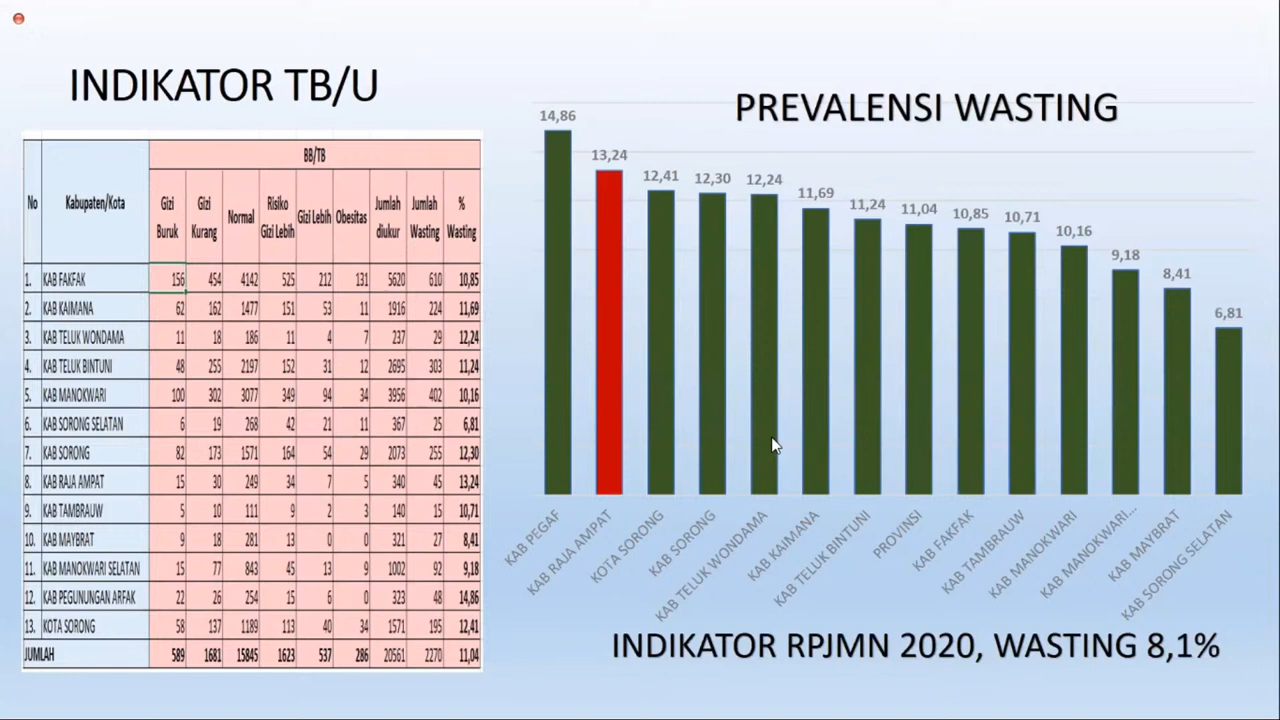 INDIKATOR TB/U
PREVALENSI WASTING
No Kabupaten/Kota BB/TB
Gizi Buruk Gizi Kurang Normal Risiko Gizi Lebih Gizi Lebih Obesitas Jumlah diukur Jumlah Wasting % Wasting
1. KAB FAKFAK 156 454 4142 525 212 131 5620 610 10,85
2. KAB KAIMANA 62 162 1477 151 53 11 1916 224 11,69
3. KAB TELUK WONDAMA 11 18 186 11 4 7 237 29 12,24
4. KAB TELUK BINTUNI 48 255 2197 152 31 12 2695 303 11,24
5. KAB MANOKWARI 100 302 3077 349 94 34 3956 402 10,16
6. KAB SORONG SELATAN 6 19 268 42 21 11 367 25 6,81
7. KAB SORONG 82 173 1571 164 54 29 2073 255 12,30
8. KAB RAJA AMPAT 15 30 249 34 7 5 340 45 13,24
9. KAB TAMBRAUW 5 10 111 9 2 3 140 15 10,71
10. KAB MAYBRAT 9 18 281 13 0 0 321 27 8,41
11. KAB MANOKWARI SELATAN 15 77 843 45 13 9 1002 92 9,18
12. KAB PEGUNUNGAN ARFAK 22 26 254 15 6 0 323 48 14,86
13. KOTA SORONG 58 137 1189 113 40 34 1571 195 12,41
JUMLAH 589 1681 15845 1623 537 286 20561 2270 11,04
14,86 13,24 12,41 12,30 12,24 11,69 11,24 11,04 10,85 10,71 10,16 9,18 8,41 6,81
KAB PEGAF
KAB RAJA AMPAT
KOTA SORONG
KAB SORONG
KAB TELUK WONDAMA
KAB KAIMANA
KAB TELUK BINTUNI
PROVINSI
KAB FAKFAK
KAB TAMBRAUW
KAB MANOKWARI
KAB MANOKWARI...
KAB MAYBRAT
KAB SORONG SELATAN
INDIKATOR RPJMN 2020, WASTING 8,1%